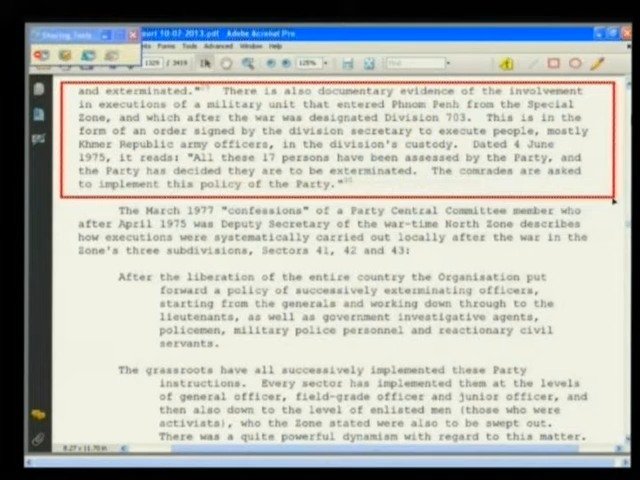 Sharing Tools
ort 10-07-2013.pdf - Adobe Acrobat Pro
Forms Tools Advanced Window Help
125% Find
and exterminated."
There is also documentary evidence of the involvement
in executions of a military unit that entered Phnom Penh from the Special
Zone, and which after the war was designated Division 703. This is in the
form of an order signed by the division secretary to execute people, mostly
Khmer Republic army officers, in the division's custody. Dated 4 June
1975, it reads: "All these 17 persons have been assessed by the Party, and
the Party has decided they are to be exterminated. The comrades are asked
to implement this policy of the Party."
The March 1977 "confessions" of a Party Central Committee member who
after April 1975 was Deputy Secretary of the war-time North Zone describes
how executions were systematically carried out locally after the war in the
Zone's three subdivisions, Sectors 41, 42 and 43:
After the liberation of the entire country the Organisation put
forward a policy of successively exterminating officers,
starting from the generals and working down through to the
lieutenants, as well as government investigative agents,
policemen, military police personnel and reactionary civil
servants.
The grassroots have all successively implemented these Party
instructions. Every sector has implemented them at the levels
of general officer, field-grade officer and junior officer, and
then also down to the level of enlisted men (those who were
activists), who the Zone stated were also to be swept out.
There was a quite powerful dynamism with regard to this matter.
8.27 x 11.70 in